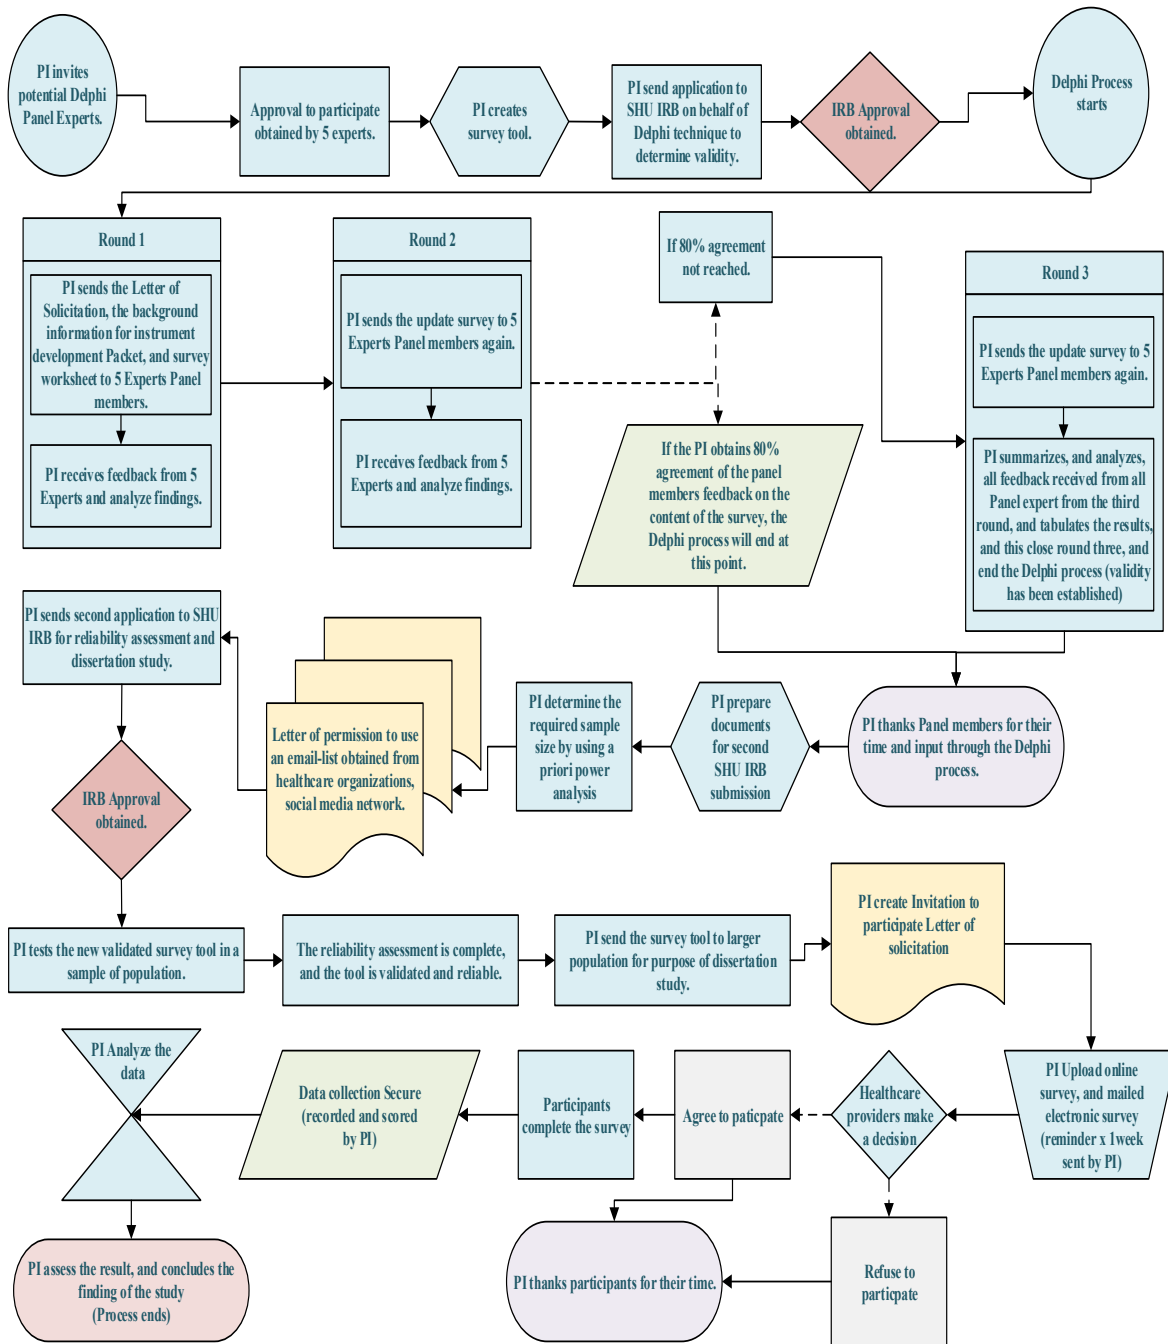 PI invites
potential Delphi
Panel Experts.
Approval to participate
obtained by 5 experts.
PI creates
survey tool.
PI send application to
SHU IRB on behalf of
Delphi technique to
determine validity.
IRB Approval
obtained.
Delphi Process
starts
Round 1
PI sends the Letter of
Solicitation, the background
information for instrument
development Packet, and survey
worksheet to 5 Experts Panel
members.
PI receives feedback from 5
Experts and analyze findings.
Round 2
PI sends the update survey to 5
Experts Panel members again.
PI receives feedback from 5
Experts and analyze findings.
If 80% agreement
not reached.
If the PI obtains 80%
agreement of the panel
members feedback on the
content of the survey, the
Delphi process will end at
this point.
Round 3
PI sends the update survey to 5
Experts Panel members again.
PI summarizes, and analyzes,
all feedback received from all
Panel expert from the third
round, and tabulates the results,
and this close round three, and
end the Delphi process (validity
has been established)
PI thanks Panel members for their
time and input through the Delphi
process.
PI prepare
documents
for second
SHU IRB
submission
PI determine the
required sample
size by using a
priori power
analysis
Letter of permission to use
an email-list obtained from
healthcare organizations,
social media network.
PI sends second application to SHU
IRB for reliability assessment and
dissertation study.
IRB Approval
obtained.
PI tests the new validated survey tool in a
sample of population.
The reliability assessment is complete,
and the tool is validated and reliable.
PI send the survey tool to larger
population for purpose of dissertation
study.
PI create Invitation to
participate Letter of
solicitation
PI Upload online
survey, and mailed
electronic survey
(reminder x 1week
sent by PI)
Healthcare
providers make
a decision
Agree to paticpate
Participants
complete the survey
Data collection Secure
(recorded and scored
by PI)
PI Analyze the
data
PI assess the result, and concludes the
finding of the study
(Process ends)
PI thanks participants for their time.
Refuse to
particpate